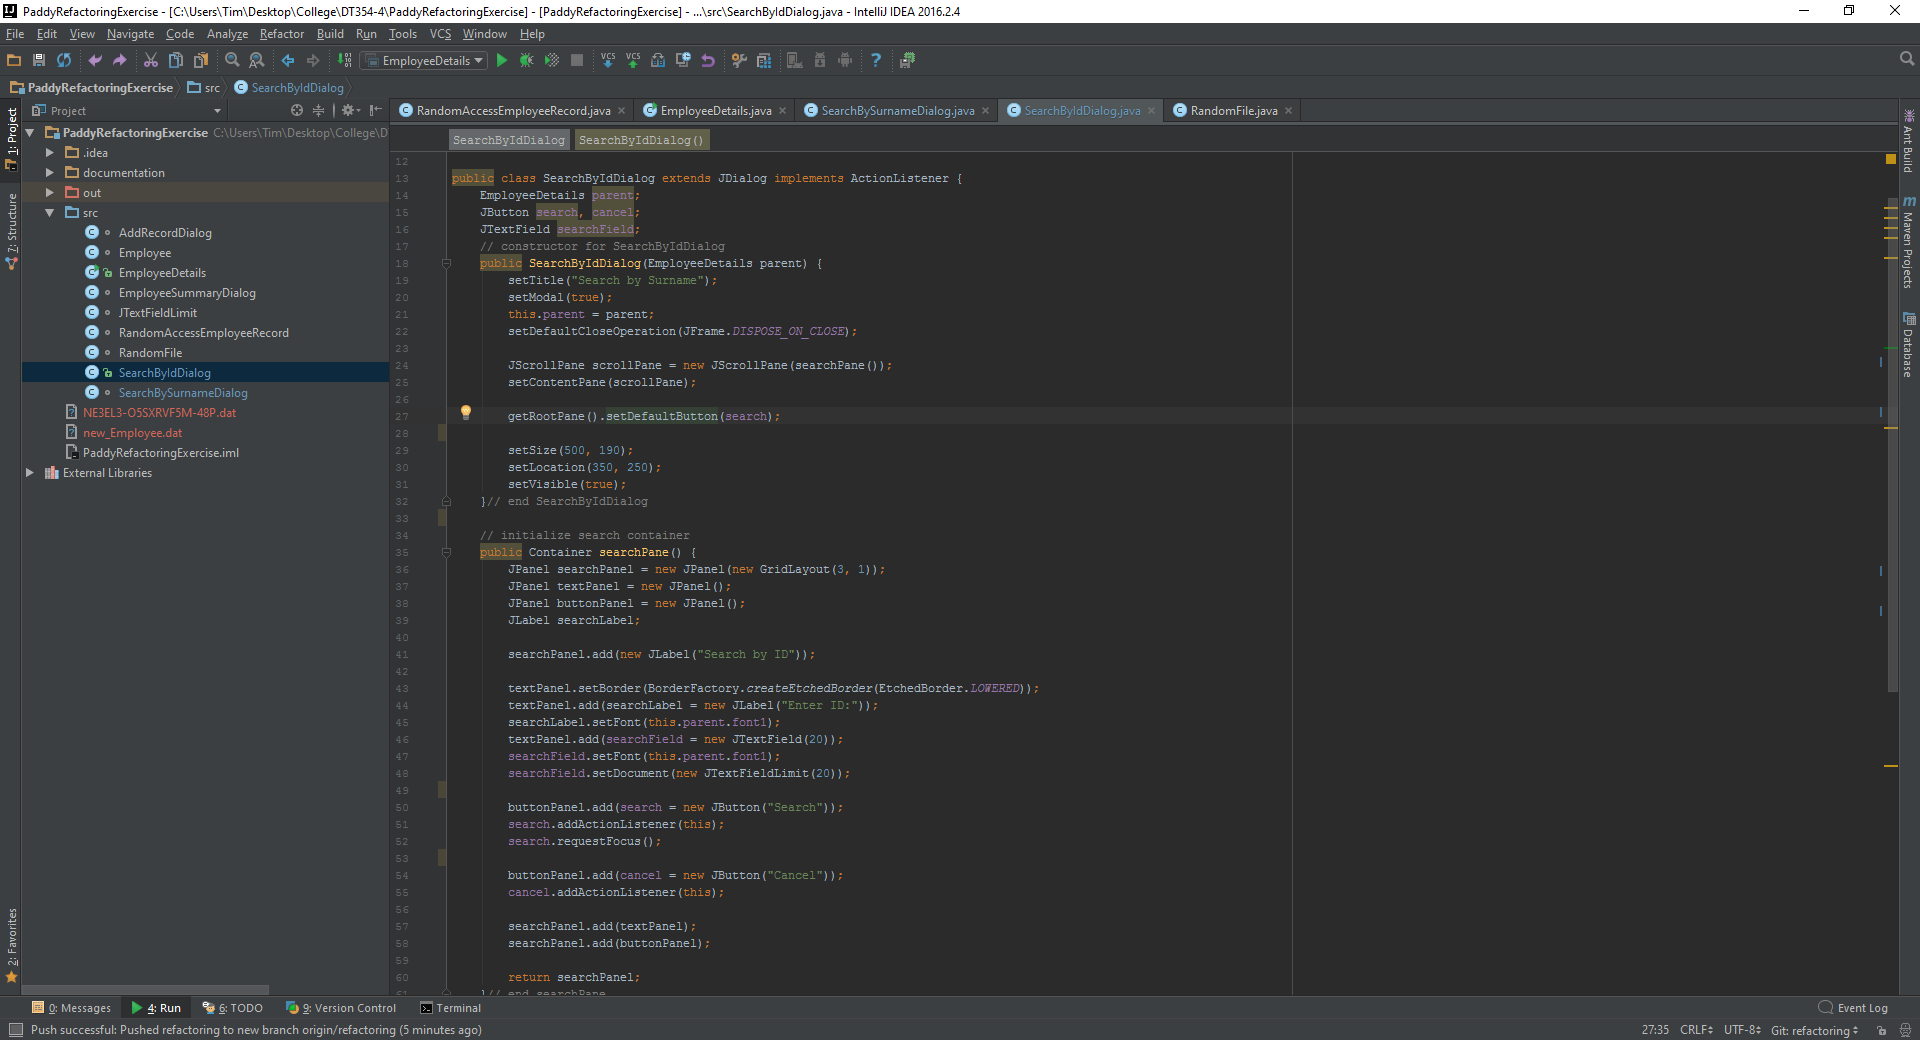 PaddyRefactoringExercise - [C:\Users\Tim\Desktop\College\DT354-4\PaddyRefactoringExercise] - [PaddyRefactoringExercise] - ...\src\SearchByIdDialog.java - IntelliJ IDEA 2016.2.4
File Edit View Navigate Code Analyze Refactor Build Run Tools VCS Window Help
EmployeeDetails
PaddyRefactoringExercise src SearchByIdDialog
Project
RandomAccessEmployeeRecord.java EmployeeDetails.java SearchBySurnameDialog.java SearchByIdDialog.java RandomFile.java
SearchByIdDialog SearchByIdDialog()
1: Project
7: Structure
2: Favorites
PaddyRefactoringExercise C:\Users\Tim\Desktop\College\D
.idea
documentation
out
src
AddRecordDialog
Employee
EmployeeDetails
EmployeeSummaryDialog
JTextFieldLimit
RandomAccessEmployeeRecord
RandomFile
SearchByIdDialog
SearchBySurnameDialog
NE3EL3-O5SXRVF5M-48P.dat
new_Employee.dat
PaddyRefactoringExercise.iml
External Libraries
12
13 public class SearchByIdDialog extends JDialog implements ActionListener {
14 EmployeeDetails parent;
15 JButton search, cancel;
16 JTextField searchField;
17 // constructor for SearchByIdDialog
18 public SearchByIdDialog(EmployeeDetails parent) {
19 setTitle("Search by Surname");
20 setModal(true);
21 this.parent = parent;
22 setDefaultCloseOperation(JFrame.DISPOSE_ON_CLOSE);
23
24 JScrollPane scrollPane = new JScrollPane(searchPane());
25 setContentPane(scrollPane);
26
27 getRootPane().setDefaultButton(search);
28
29 setSize(500, 190);
30 setLocation(350, 250);
31 setVisible(true);
32 }// end SearchByIdDialog
33
34 // initialize search container
35 public Container searchPane() {
36 JPanel searchPanel = new JPanel(new GridLayout(3, 1));
37 JPanel textPanel = new JPanel();
38 JPanel buttonPanel = new JPanel();
39 JLabel searchLabel;
40
41 searchPanel.add(new JLabel("Search by ID"));
42
43 textPanel.setBorder(BorderFactory.createEtchedBorder(EtchedBorder.LOWERED));
44 textPanel.add(searchLabel = new JLabel("Enter ID:"));
45 searchLabel.setFont(this.parent.font1);
46 textPanel.add(searchField = new JTextField(20));
47 searchField.setFont(this.parent.font1);
48 searchField.setDocument(new JTextFieldLimit(20));
49
50 buttonPanel.add(search = new JButton("Search"));
51 search.addActionListener(this);
52 search.requestFocus();
53
54 buttonPanel.add(cancel = new JButton("Cancel"));
55 cancel.addActionListener(this);
56
57 searchPanel.add(textPanel);
58 searchPanel.add(buttonPanel);
59
60 return searchPanel;
61 }// end searchPane
Ant Build
Maven Projects
Database
0: Messages 4: Run 6: TODO 9: Version Control Terminal Event Log
Push successful: Pushed refactoring to new branch origin/refactoring (5 minutes ago) 27:35 CRLF UTF-8 Git: refactoring